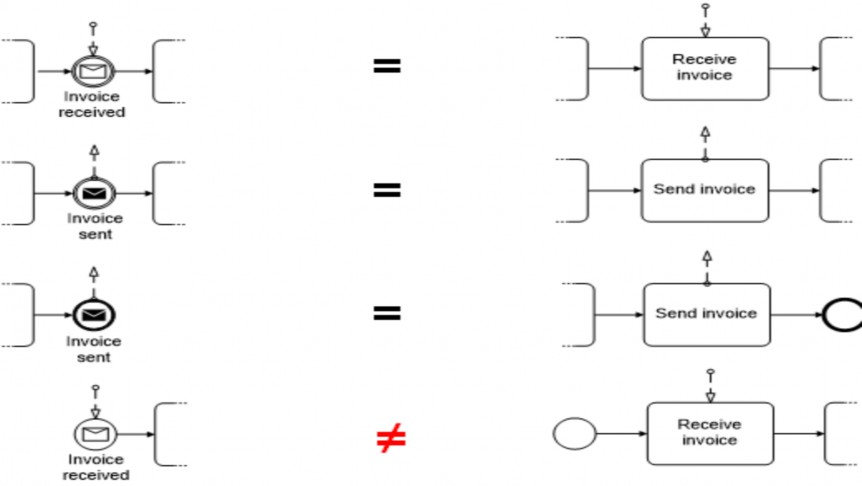 Invoice
received
=
Receive
invoice
Invoice
sent
=
Send invoice
Invoice
sent
=
Send invoice
Invoice
received
≠
Receive
invoice